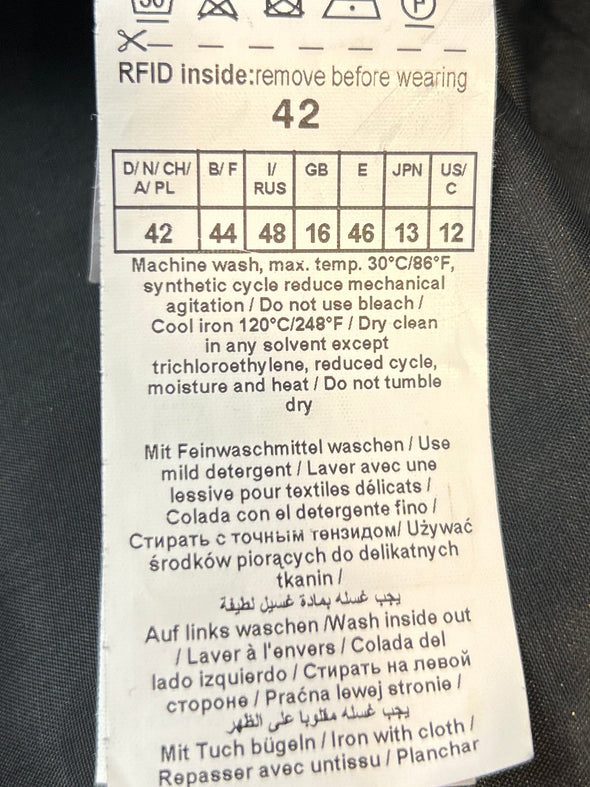 30
P
RFID inside:remove before wearing
42
D/ N/ CH/ A/ PL B/ F I/ RUS GB E JPN US/ C
42 44 48 16 46 13 12
Machine wash, max. temp. 30°C/86°F,
synthetic cycle reduce mechanical
agitation / Do not use bleach /
Cool iron 120°C/248°F / Dry clean
in any solvent except
trichloroethylene, reduced cycle,
moisture and heat / Do not tumble
dry
Mit Feinwaschmittel waschen / Use
mild detergent / Laver avec une
lessive pour textiles délicats /
Colada con el detergente fino /
Стирать с точным тензидом/ Używać
środków piorących do delikatnych
tkanin /
يجب غسله بمادة غسيل لطيفة
Auf links waschen /Wash inside out
/ Laver à l'envers / Colada del
lado izquierdo / Стирать на левой
стороне / Praćna lewej stronie /
يجب غسله مقلوبا على الظهر
Mit Tuch bügeln / Iron with cloth /
Repasser avec untissu / Planchar